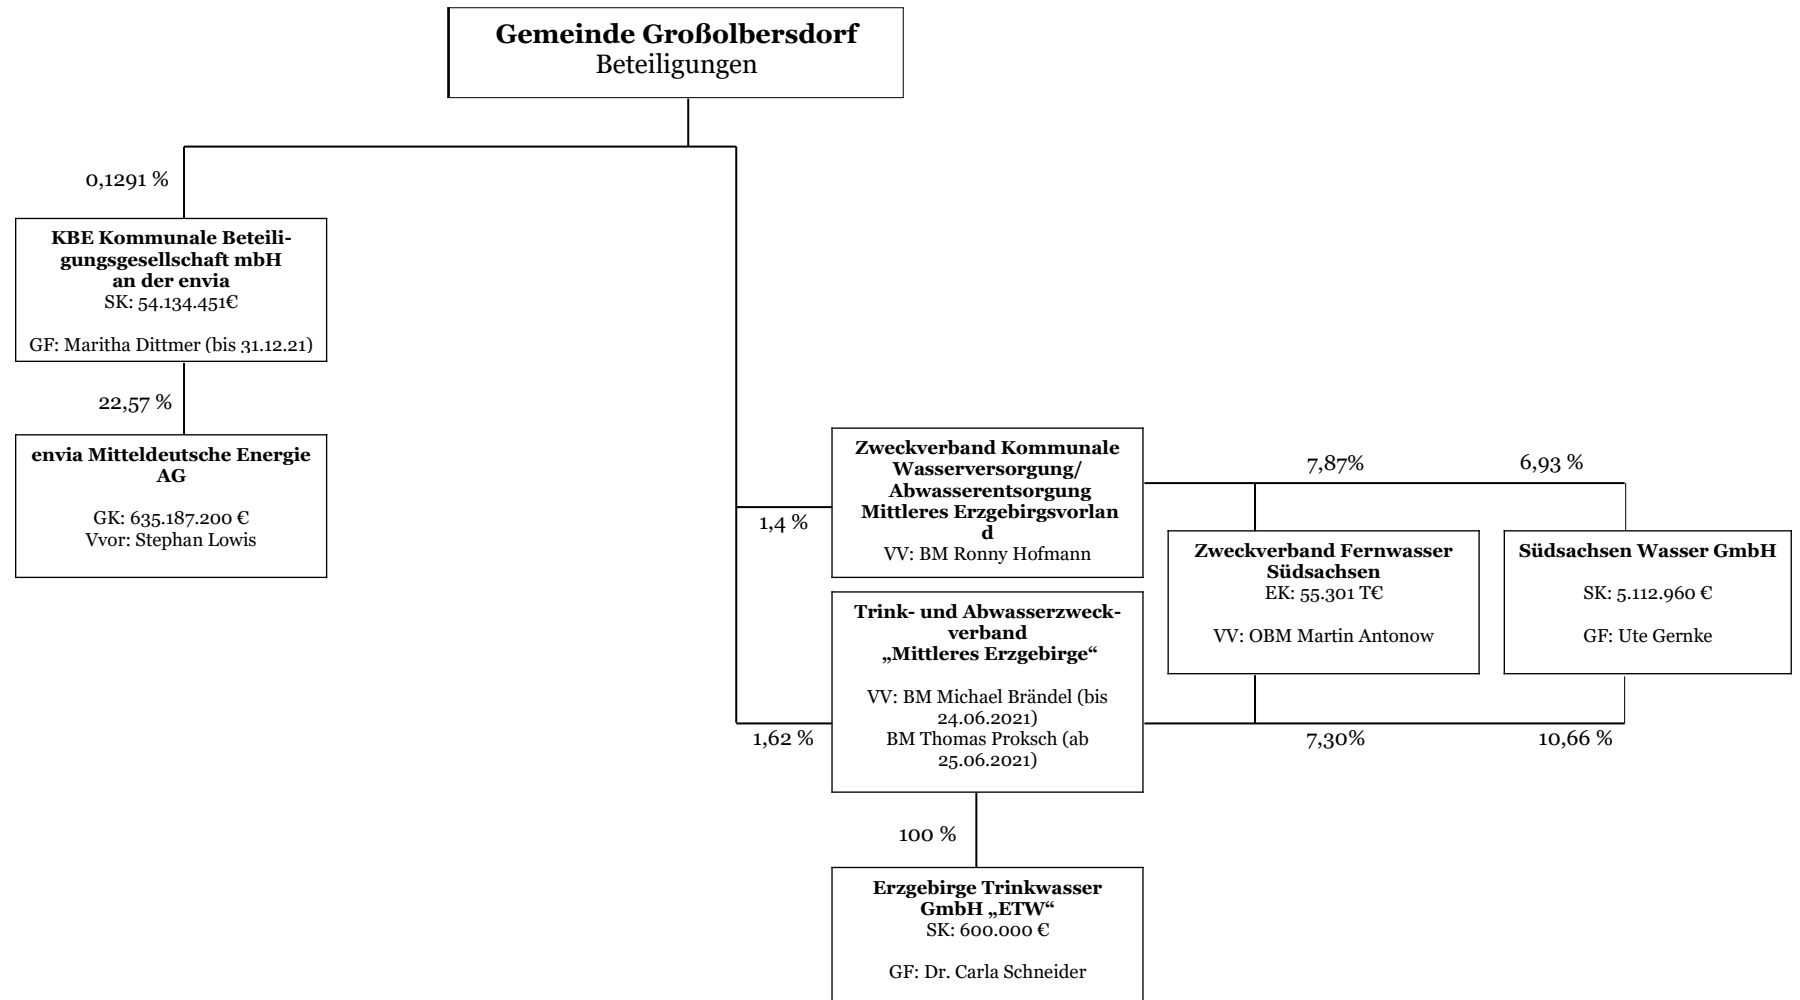 Gemeinde Großolbersdorf
Beteiligungen
0,1291 %
KBE Kommunale Beteili-
gungsgesellschaft mbH
an der envia
SK: 54.134.451€
GF: Maritha Dittmer (bis 31.12.21)
22,57 %
envia Mitteldeutsche Energie
AG
GK: 635.187.200 €
Vvor: Stephan Lowis
1,4 %
Zweckverband Kommunale
Wasserversorgung/
Abwasserentsorgung
Mittleres Erzgebirgsvorlan
d
VV: BM Ronny Hofmann
7,87%
6,93 %
Zweckverband Fernwasser
Südsachsen
EK: 55.301 T€
VV: OBM Martin Antonow
Südsachsen Wasser GmbH
SK: 5.112.960 €
GF: Ute Gernke
1,62 %
Trink- und Abwasserzweck-
verband
„Mittleres Erzgebirge“
VV: BM Michael Brändel (bis
24.06.2021)
BM Thomas Proksch (ab
25.06.2021)
7,30%
10,66 %
100 %
Erzgebirge Trinkwasser
GmbH „ETW“
SK: 600.000 €
GF: Dr. Carla Schneider